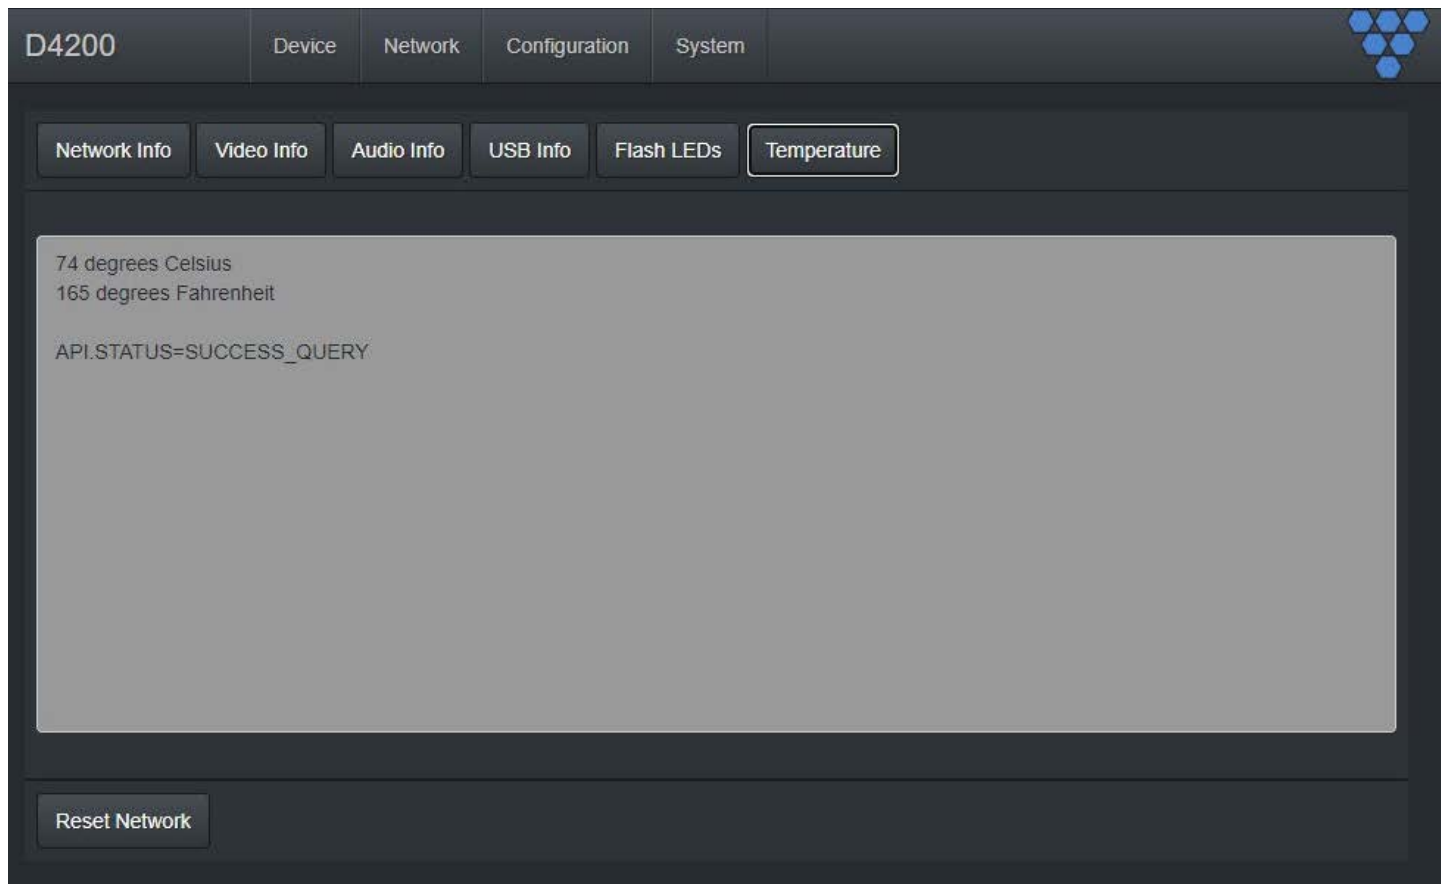 D4200 Device Network Configuration System
Network Info Video Info Audio Info USB Info Flash LEDs Temperature
74 degrees Celsius
165 degrees Fahrenheit
API.STATUS=SUCCESS_QUERY
Reset Network